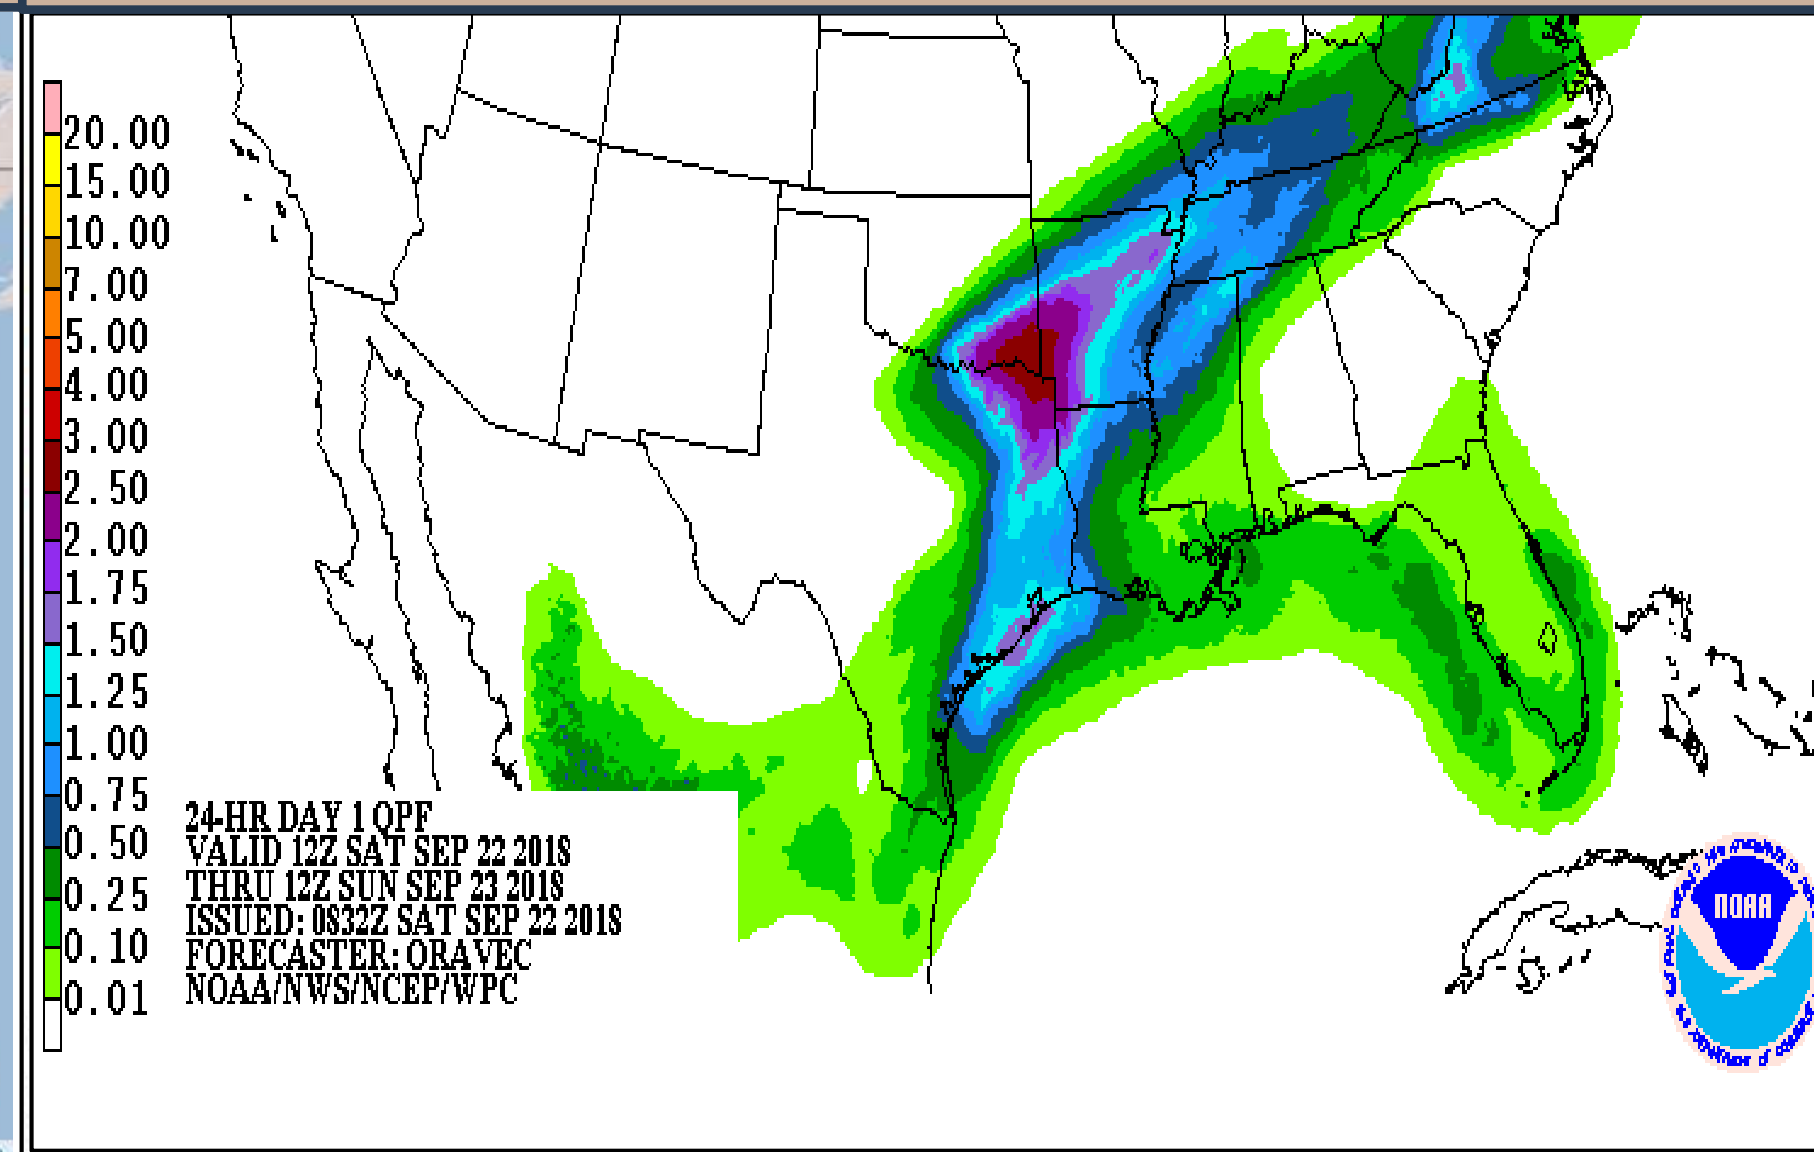 20.00
15.00
10.00
7.00
5.00
4.00
3.00
2.50
2.00
1.75
1.50
1.25
1.00
0.75
0.50
0.25
0.10
0.01
24-HR DAY 1 QPF
VALID 12Z SAT SEP 22 2018
THRU 12Z SUN SEP 23 2018
ISSUED: 0832Z SAT SEP 22 2018
FORECASTER: ORAVEC
NOAA/NWS/NCEP/WPC
NOAA